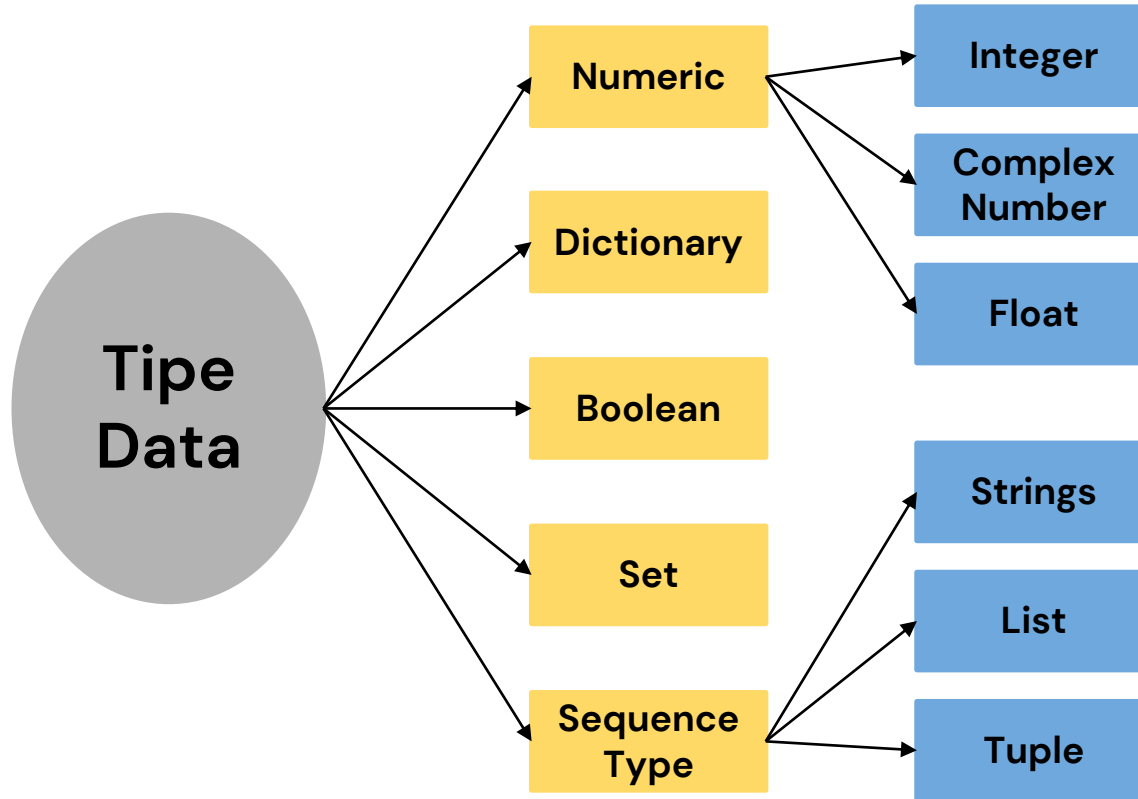 Tipe
Data
Numeric
Dictionary
Boolean
Set
Sequence
Type
Integer
Complex
Number
Float
Strings
List
Tuple